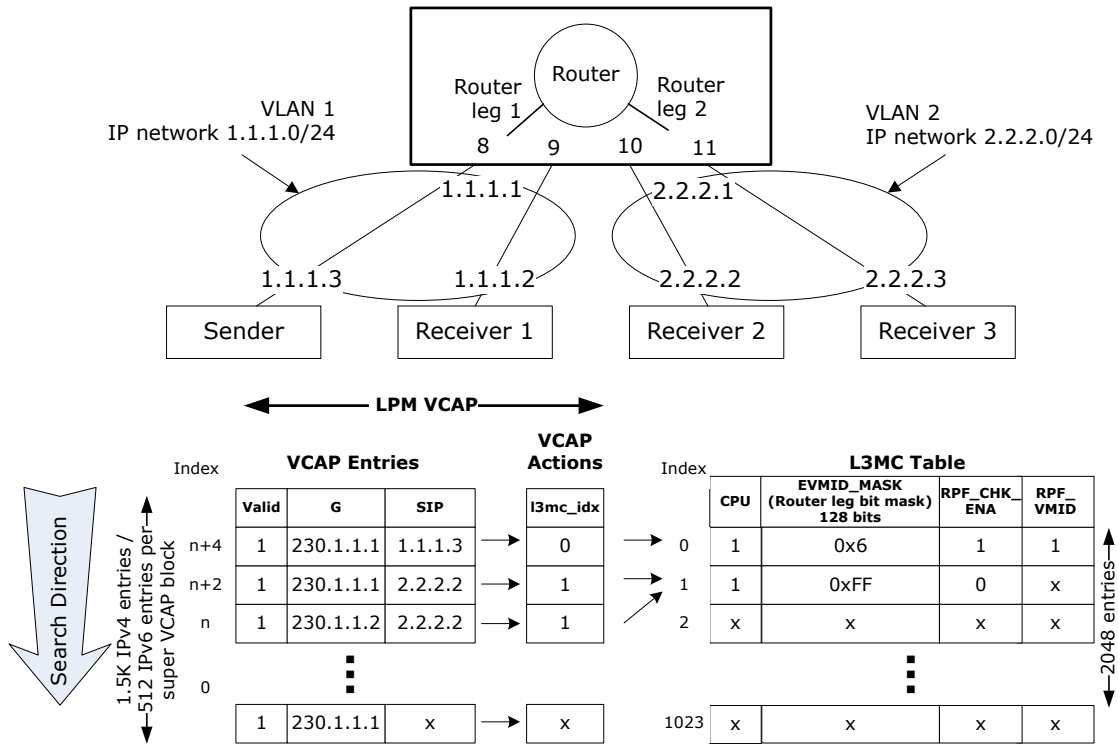 Router
Router
leg 1
Router
leg 2
VLAN 1
IP network 1.1.1.0/24
VLAN 2
IP network 2.2.2.0/24
8 9 10 11
1.1.1.1 2.2.2.1
1.1.1.3 1.1.1.2 2.2.2.2 2.2.2.3
Sender Receiver 1 Receiver 2 Receiver 3
LPM VCAP
Search Direction
1.5K IPv4 entries /
512 IPv6 entries per
super VCAP block
Index VCAP Entries
VCAP
Actions
Index L3MC Table
Valid G SIP l3mc_idx CPU
EVMID_MASK
(Router leg bit mask)
128 bits
RPF_CHK_
ENA
RPF_
VMID
n+4 1 230.1.1.1 1.1.1.3 0 0 1 0x6 1 1
n+2 1 230.1.1.1 2.2.2.2 1 1 1 0xFF 0 x
n 1 230.1.1.2 2.2.2.2 1 2 x x x x
0
1 230.1.1.1 x x 1023 x x x x
2048 entries